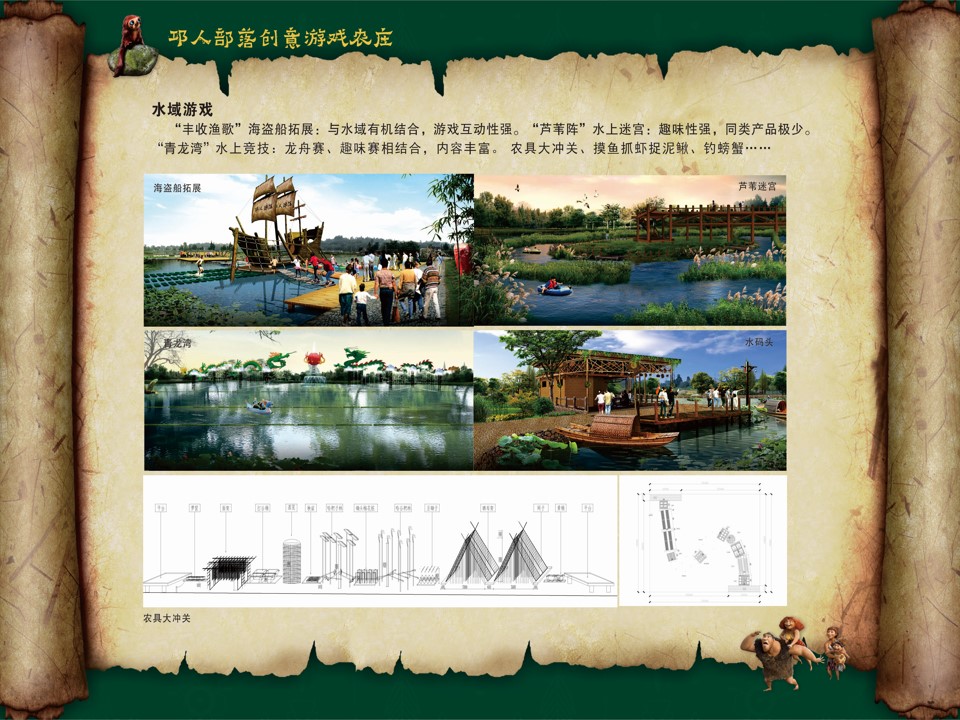 邛人部落创意游戏农庄
水域游戏
“丰收渔歌”海盗船拓展：与水域有机结合，游戏互动性强。“芦苇阵”水上迷宫：趣味性强，同类产品极少。
“青龙湾”水上竞技：龙舟赛、趣味赛相结合，内容丰富。 农具大冲关、摸鱼抓虾捉泥鳅、钓螃蟹……
海盗船拓展
芦苇迷宫
青龙湾
水码头
农具大冲关